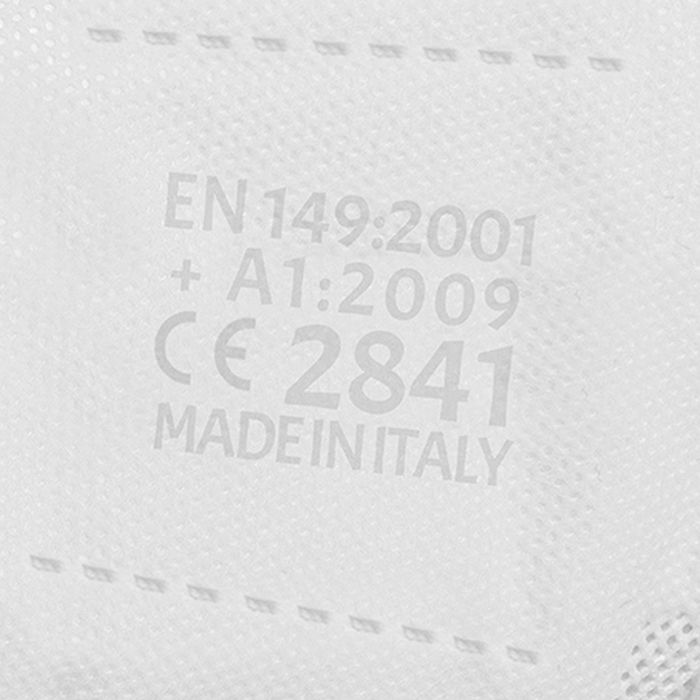 EN 149:2001
+ A1:2009
CE 2841
MADE IN ITALY